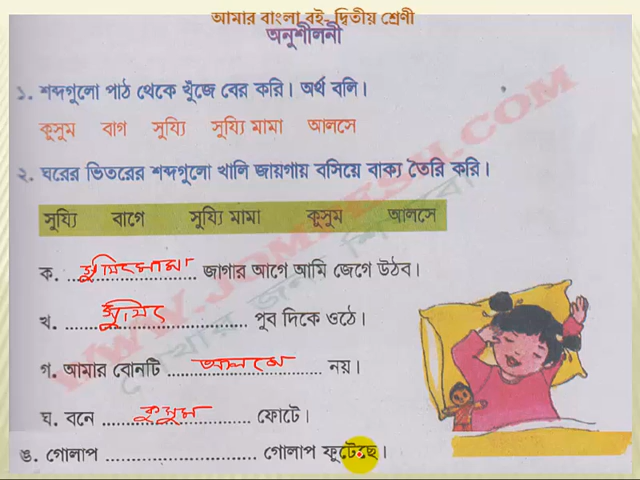 আমার বাংলা বই- দ্বিতীয় শ্রেণী
অনুশীলনী
১. শব্দগুলো পাঠ থেকে খুঁজে বের করি। অর্থ বলি।
কুসুম বাগ সুয্যি সুয্যি মামা আলসে
২. ঘরের ভিতরের শব্দগুলো খালি জায়গায় বসিয়ে বাক্য তৈরি করি।
সুয্যি বাগে সুয্যি মামা কুসুম আলসে
ক. সুয্যিমামা জাগার আগে আমি জেগে উঠব।
খ. সুয্যি পুব দিকে ওঠে।
গ. আমার বোনটি আলসে নয়।
ঘ. বনে কুসুম ফোটে।
ঙ. গোলাপ ........................ গোলাপ ফুটেছে।